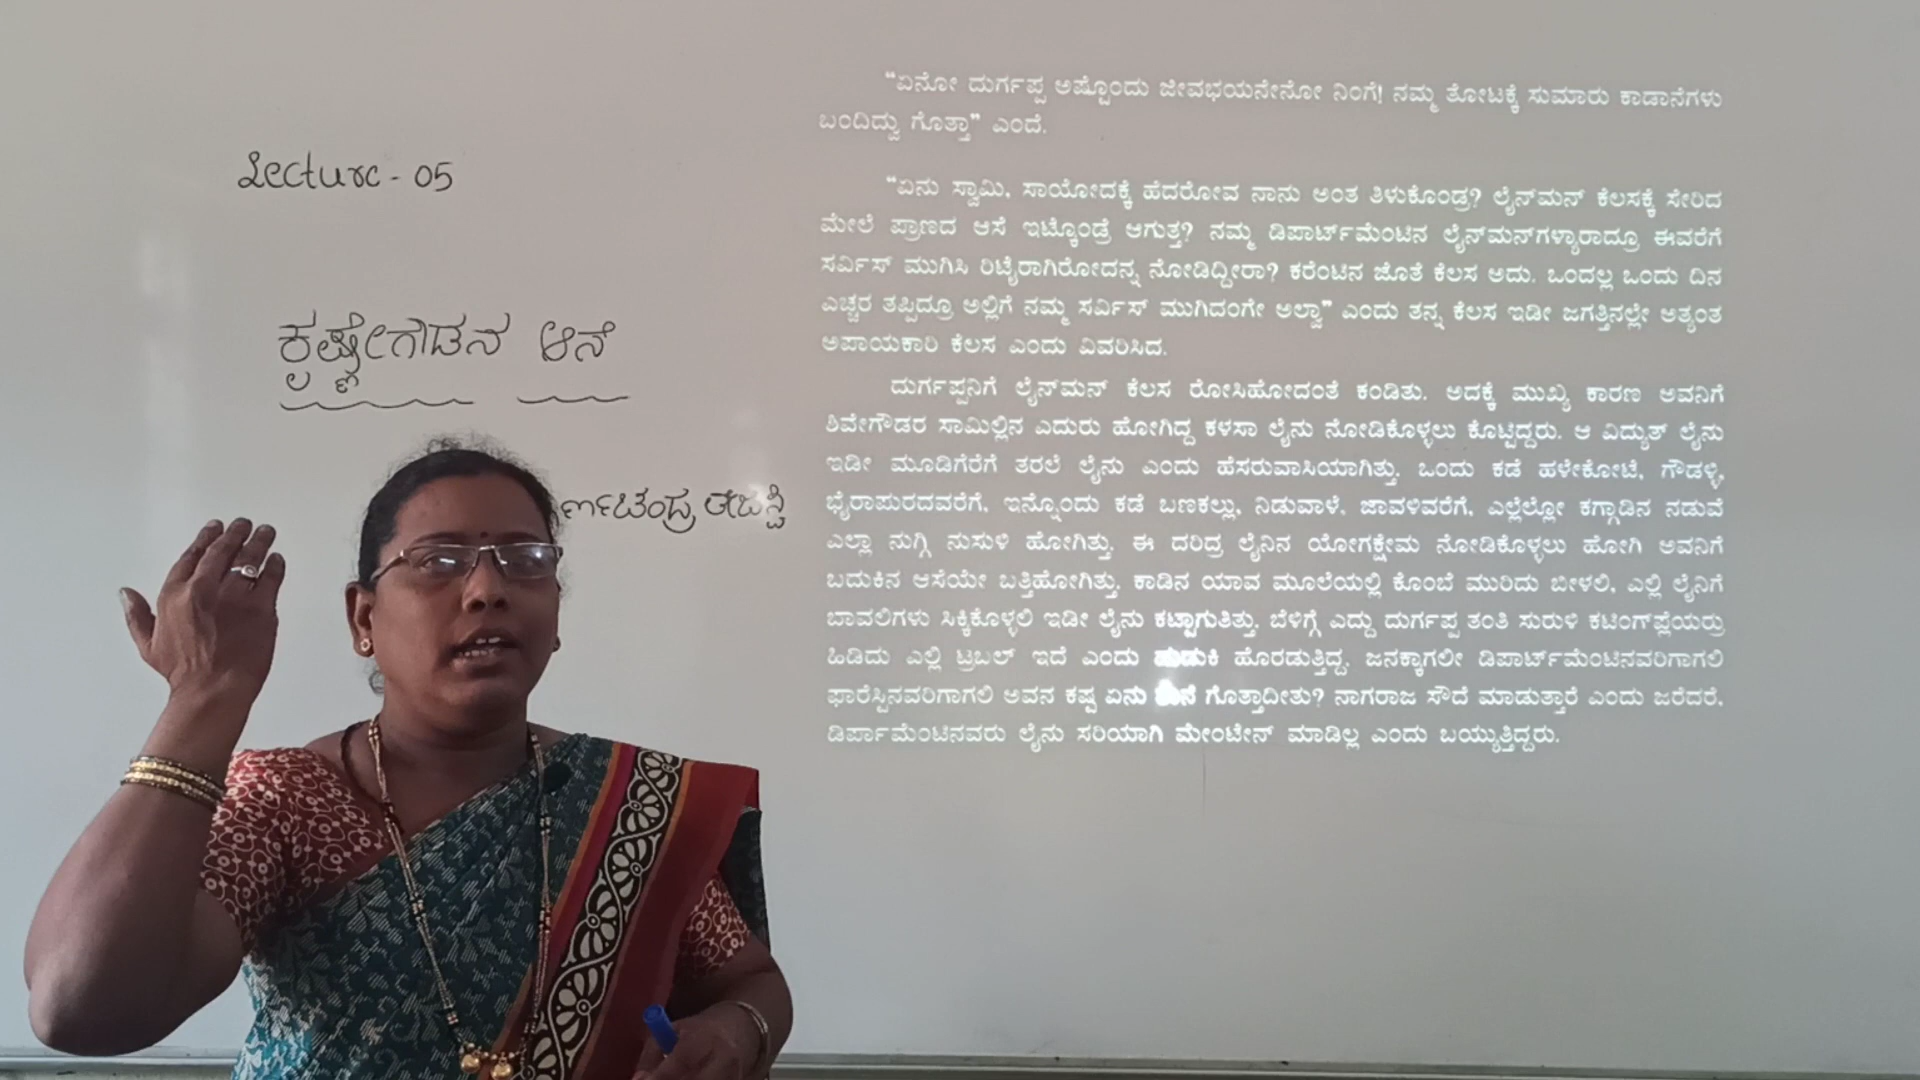 Lecture - 05
ಕೃಷ್ಣೇಗೌಡನ ಆನೆ
ರ್ಣಚಂದ್ರ ತೇಜಸ್ವಿ
“ಏನೋ ದುರ್ಗಪ್ಪ ಅಷ್ಟೊಂದು ಜೀವಭಯನೇನೋ ನಿಂಗೆ! ನಮ್ಮ ತೋಟಕ್ಕೆ ಸುಮಾರು ಕಾಡಾನೆಗಳು
ಬಂದಿದ್ವು ಗೊತ್ತಾ” ಎಂದೆ.
“ಏನು ಸ್ವಾಮಿ, ಸಾಯೋದಕ್ಕೆ ಹೆದರೋವ ನಾನು ಅಂತ ತಿಳುಕೊಂಡ್ರ? ಲೈನ್‌ಮನ್ ಕೆಲಸಕ್ಕೆ ಸೇರಿದ
ಮೇಲೆ ಪ್ರಾಣದ ಆಸೆ ಇಟ್ಕೊಂಡ್ರೆ ಆಗುತ್ತ? ನಮ್ಮ ಡಿಪಾರ್ಟ್‌ಮೆಂಟಿನ ಲೈನ್‌ಮನ್‌ಗಳ್ಯಾರಾದ್ರೂ ಈವರೆಗೆ
ಸರ್ವಿಸ್ ಮುಗಿಸಿ ರಿಟೈರಾಗಿರೋದನ್ನ ನೋಡಿದ್ದೀರಾ? ಕರೆಂಟಿನ ಜೊತೆ ಕೆಲಸ ಅದು. ಒಂದಲ್ಲ ಒಂದು ದಿನ
ಎಚ್ಚರ ತಪ್ಪಿದ್ರೂ ಅಲ್ಲಿಗೆ ನಮ್ಮ ಸರ್ವಿಸ್ ಮುಗಿದಂಗೇ ಅಲ್ವಾ” ಎಂದು ತನ್ನ ಕೆಲಸ ಇಡೀ ಜಗತ್ತಿನಲ್ಲೇ ಅತ್ಯಂತ
ಅಪಾಯಕಾರಿ ಕೆಲಸ ಎಂದು ವಿವರಿಸಿದ.
ದುರ್ಗಪ್ಪನಿಗೆ ಲೈನ್‌ಮನ್ ಕೆಲಸ ರೋಸಿಹೋದಂತೆ ಕಂಡಿತು. ಅದಕ್ಕೆ ಮುಖ್ಯ ಕಾರಣ ಅವನಿಗೆ
ಶಿವೇಗೌಡರ ಸಾಮಿಲ್ಲಿನ ಎದುರು ಹೋಗಿದ್ದ ಕಳಸಾ ಲೈನು ನೋಡಿಕೊಳ್ಳಲು ಕೊಟ್ಟಿದ್ದರು. ಆ ವಿದ್ಯುತ್ ಲೈನು
ಇಡೀ ಮೂಡಿಗೆರೆಗೆ ತರಲೆ ಲೈನು ಎಂದು ಹೆಸರುವಾಸಿಯಾಗಿತ್ತು. ಒಂದು ಕಡೆ ಹಳೇಕೋಟೆ, ಗೌಡಳ್ಳಿ,
ಭೈರಾಪುರದವರೆಗೆ, ಇನ್ನೊಂದು ಕಡೆ ಬಣಕಲ್ಲು, ನಿಡುವಾಳೆ, ಜಾವಳಿವರೆಗೆ, ಎಲ್ಲೆಲ್ಲೋ ಕಗ್ಗಾಡಿನ ನಡುವೆ
ಎಲ್ಲಾ ನುಗ್ಗಿ ನುಸುಳಿ ಹೋಗಿತ್ತು. ಈ ದರಿದ್ರ ಲೈನಿನ ಯೋಗಕ್ಷೇಮ ನೋಡಿಕೊಳ್ಳಲು ಹೋಗಿ ಅವನಿಗೆ
ಬದುಕಿನ ಆಸೆಯೇ ಬತ್ತಿಹೋಗಿತ್ತು. ಕಾಡಿನ ಯಾವ ಮೂಲೆಯಲ್ಲಿ ಕೊಂಬೆ ಮುರಿದು ಬೀಳಲಿ, ಎಲ್ಲಿ ಲೈನಿಗೆ
ಬಾವಲಿಗಳು ಸಿಕ್ಕಿಕೊಳ್ಳಲಿ ಇಡೀ ಲೈನು ಕಟ್ಟಾಗುತಿತ್ತು. ಬೆಳಿಗ್ಗೆ ಎದ್ದು ದುರ್ಗಪ್ಪ ತಂತಿ ಸುರುಳಿ ಕಟಿಂಗ್‌ಪ್ಲೆಯರ್ರು
ಹಿಡಿದು ಎಲ್ಲಿ ಟ್ರಬಲ್ ಇದೆ ಎಂದು ಹುಡುಕಿ ಹೊರಡುತ್ತಿದ್ದ. ಜನಕ್ಕಾಗಲೀ ಡಿಪಾರ್ಟ್‌ಮೆಂಟಿನವರಿಗಾಗಲಿ
ಫಾರೆಸ್ಟಿನವರಿಗಾಗಲಿ ಅವನ ಕಷ್ಟ ಏನು ಗೊತ್ತಾದೀತು? ನಾಗರಾಜ ಸೌದೆ ಮಾಡುತ್ತಾರೆ ಎಂದು ಜರೆದರೆ,
ಡಿರ್ಪಾಮೆಂಟಿನವರು ಲೈನು ಸರಿಯಾಗಿ ಮೇಂಟೇನ್ ಮಾಡಿಲ್ಲ ಎಂದು ಬಯ್ಯುತ್ತಿದ್ದರು.